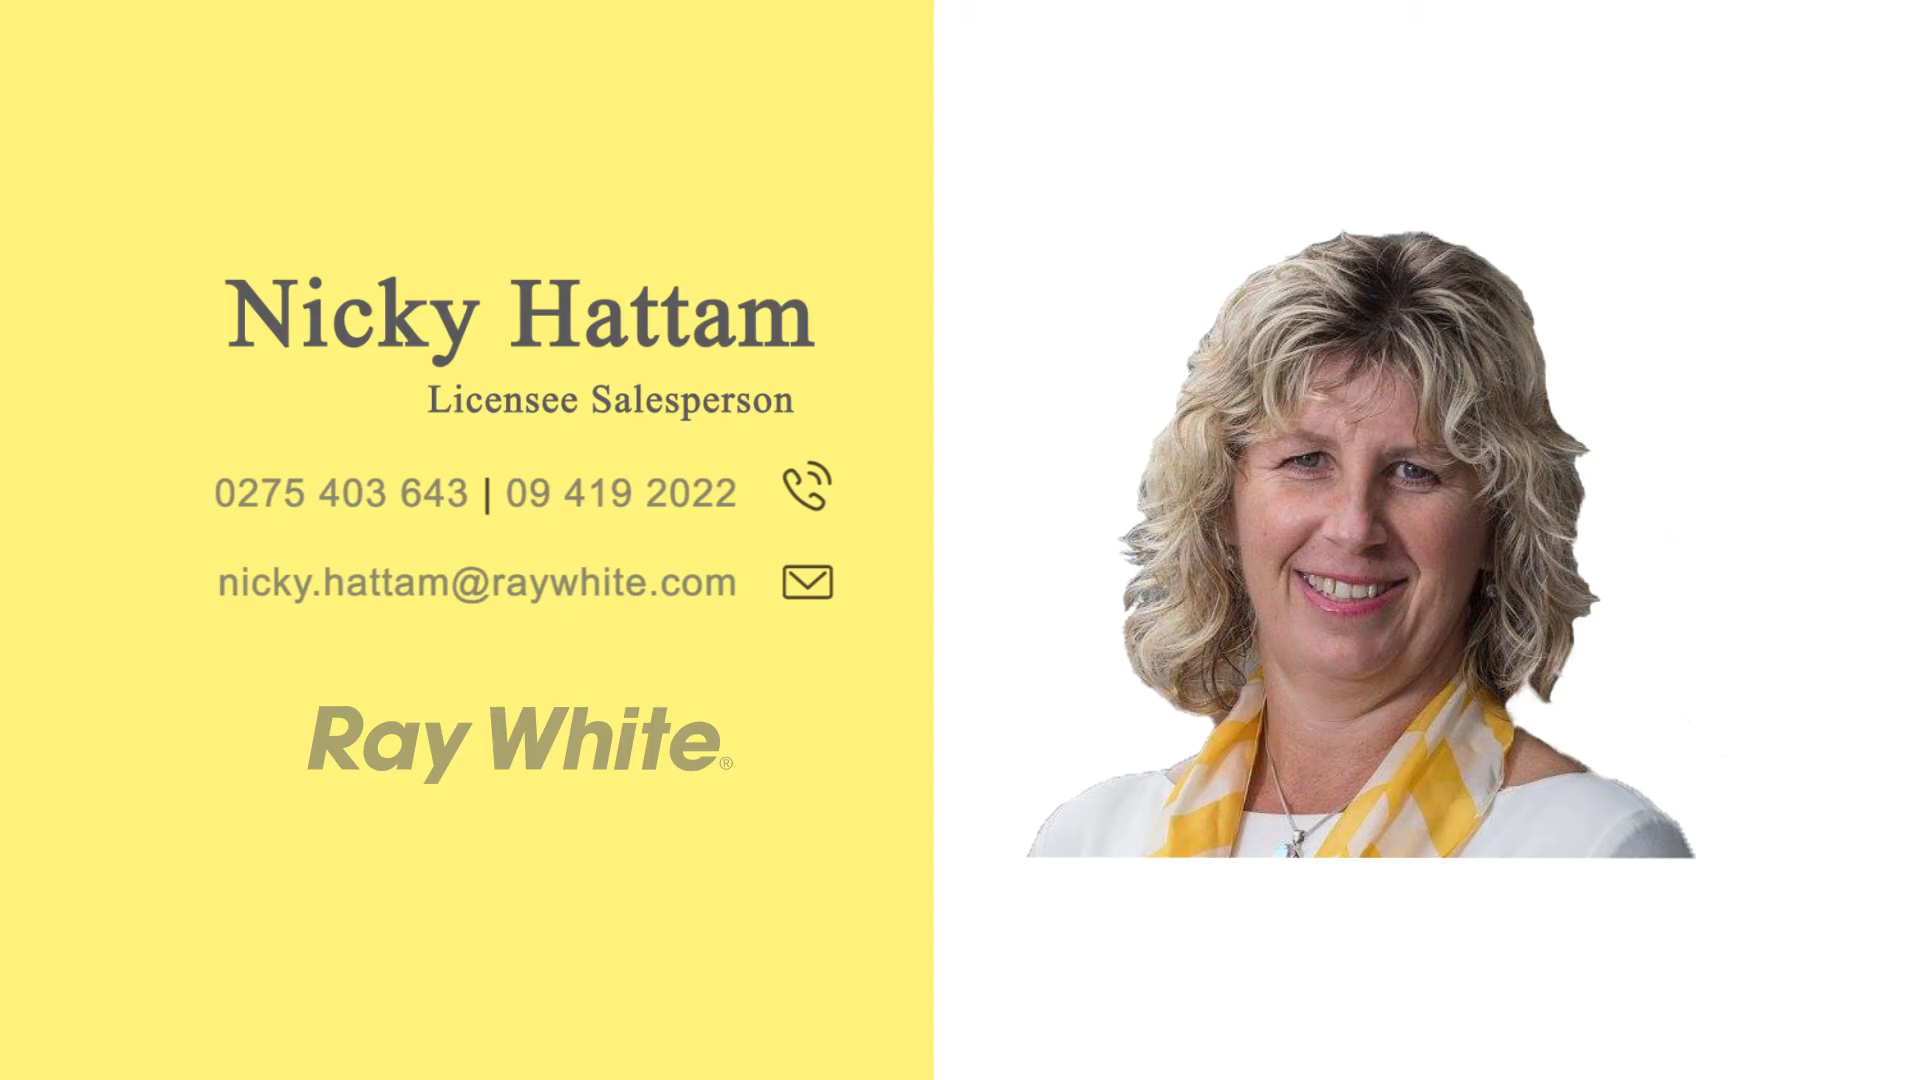 Nicky Hattam
Licensee Salesperson
0275 403 643 | 09 419 2022
nicky.hattam@raywhite.com
Ray White®